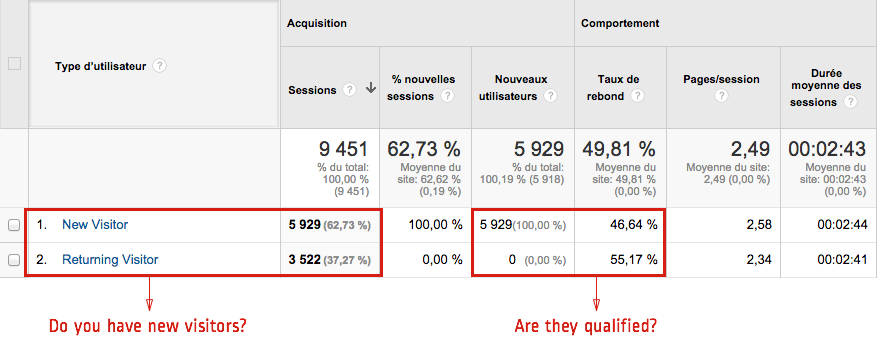 Acquisition Comportement
Type d'utilisateur ?
Sessions ? % nouvelles sessions ? Nouveaux utilisateurs ? Taux de rebond ? Pages/session ? Durée moyenne des sessions ?
9 451 62,73 % 5 929 49,81 % 2,49 00:02:43
% du total: 100,00 % (9 451) Moyenne du site: 62,62 % (0,19 %) % du total: 100,19 % (5 918) Moyenne du site: 49,81 % (0,00 %) Moyenne du site: 2,49 (0,00 %) Moyenne du site: 00:02:43 (0,00 %)
1. New Visitor 5 929 (62,73 %) 100,00 % 5 929(100,00 %) 46,64 % 2,58 00:02:44
2. Returning Visitor 3 522 (37,27 %) 0,00 % 0 (0,00 %) 55,17 % 2,34 00:02:41
Do you have new visitors? Are they qualified?